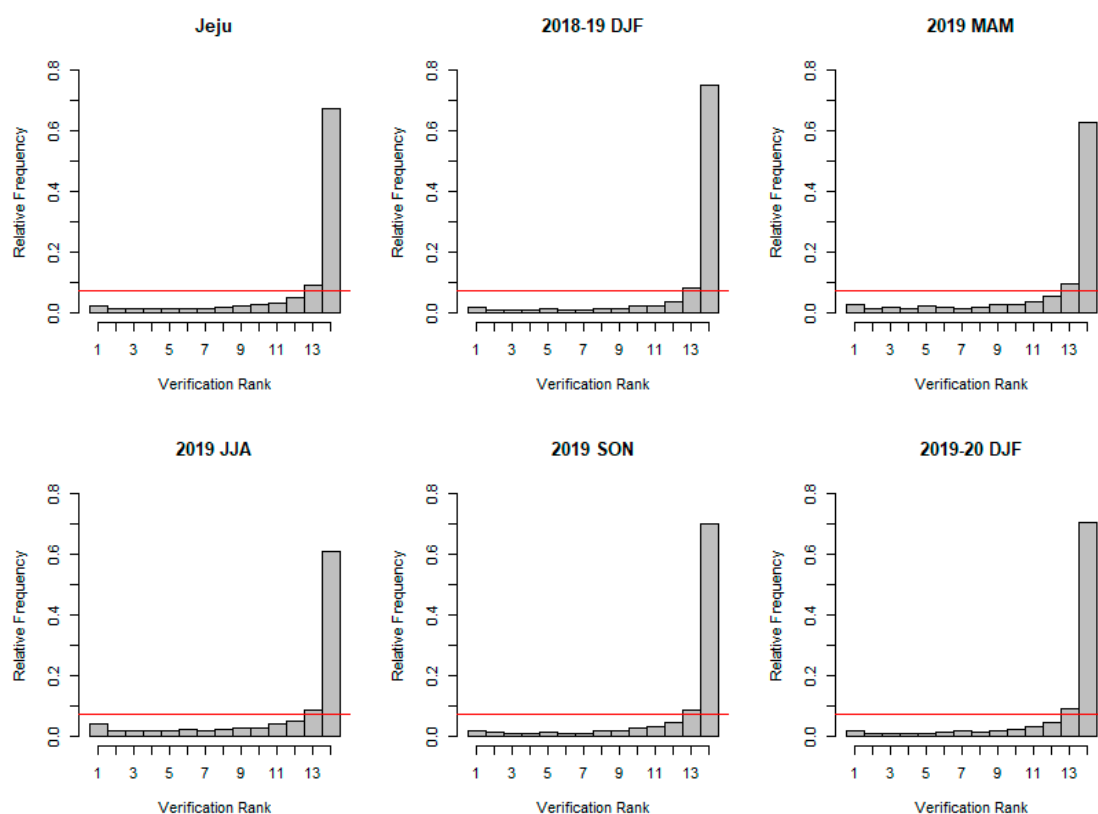 Jeju
Relative Frequency
0.8
0.6
0.4
0.2
0.0
1 3 5 7 9 11 13
Verification Rank
2018-19 DJF
Relative Frequency
0.8
0.6
0.4
0.2
0.0
1 3 5 7 9 11 13
Verification Rank
2019 MAM
Relative Frequency
0.8
0.6
0.4
0.2
0.0
1 3 5 7 9 11 13
Verification Rank
2019 JJA
Relative Frequency
0.8
0.6
0.4
0.2
0.0
1 3 5 7 9 11 13
Verification Rank
2019 SON
Relative Frequency
0.8
0.6
0.4
0.2
0.0
1 3 5 7 9 11 13
Verification Rank
2019-20 DJF
Relative Frequency
0.8
0.6
0.4
0.2
0.0
1 3 5 7 9 11 13
Verification Rank